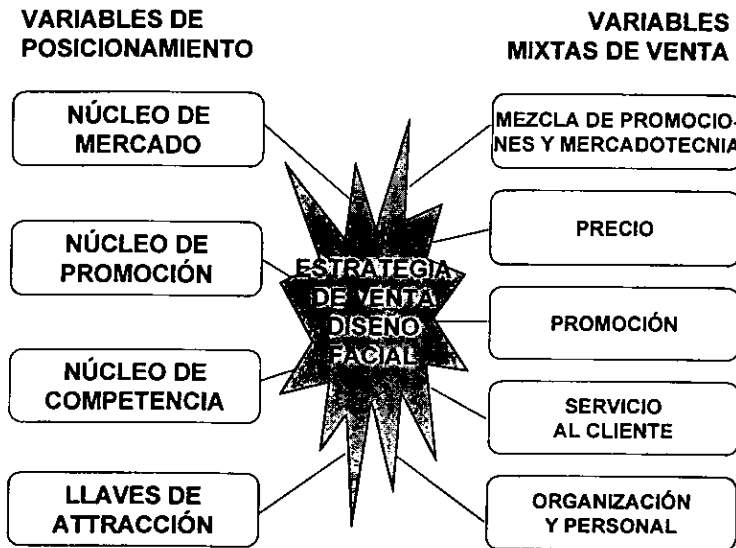 VARIABLES DE
POSICIONAMIENTO
NÚCLEO DE
MERCADO
NÚCLEO DE
PROMOCIÓN
NÚCLEO DE
COMPETENCIA
LLAVES DE
ATTRACCIÓN
ESTRATEGIA
DE VENTA
DISEÑO
FACIAL
VARIABLES
MIXTAS DE VENTA
MEZCLA DE PROMOCIO-
NES Y MERCADOTECNIA
PRECIO
PROMOCIÓN
SERVICIO
AL CLIENTE
ORGANIZACIÓN
Y PERSONAL